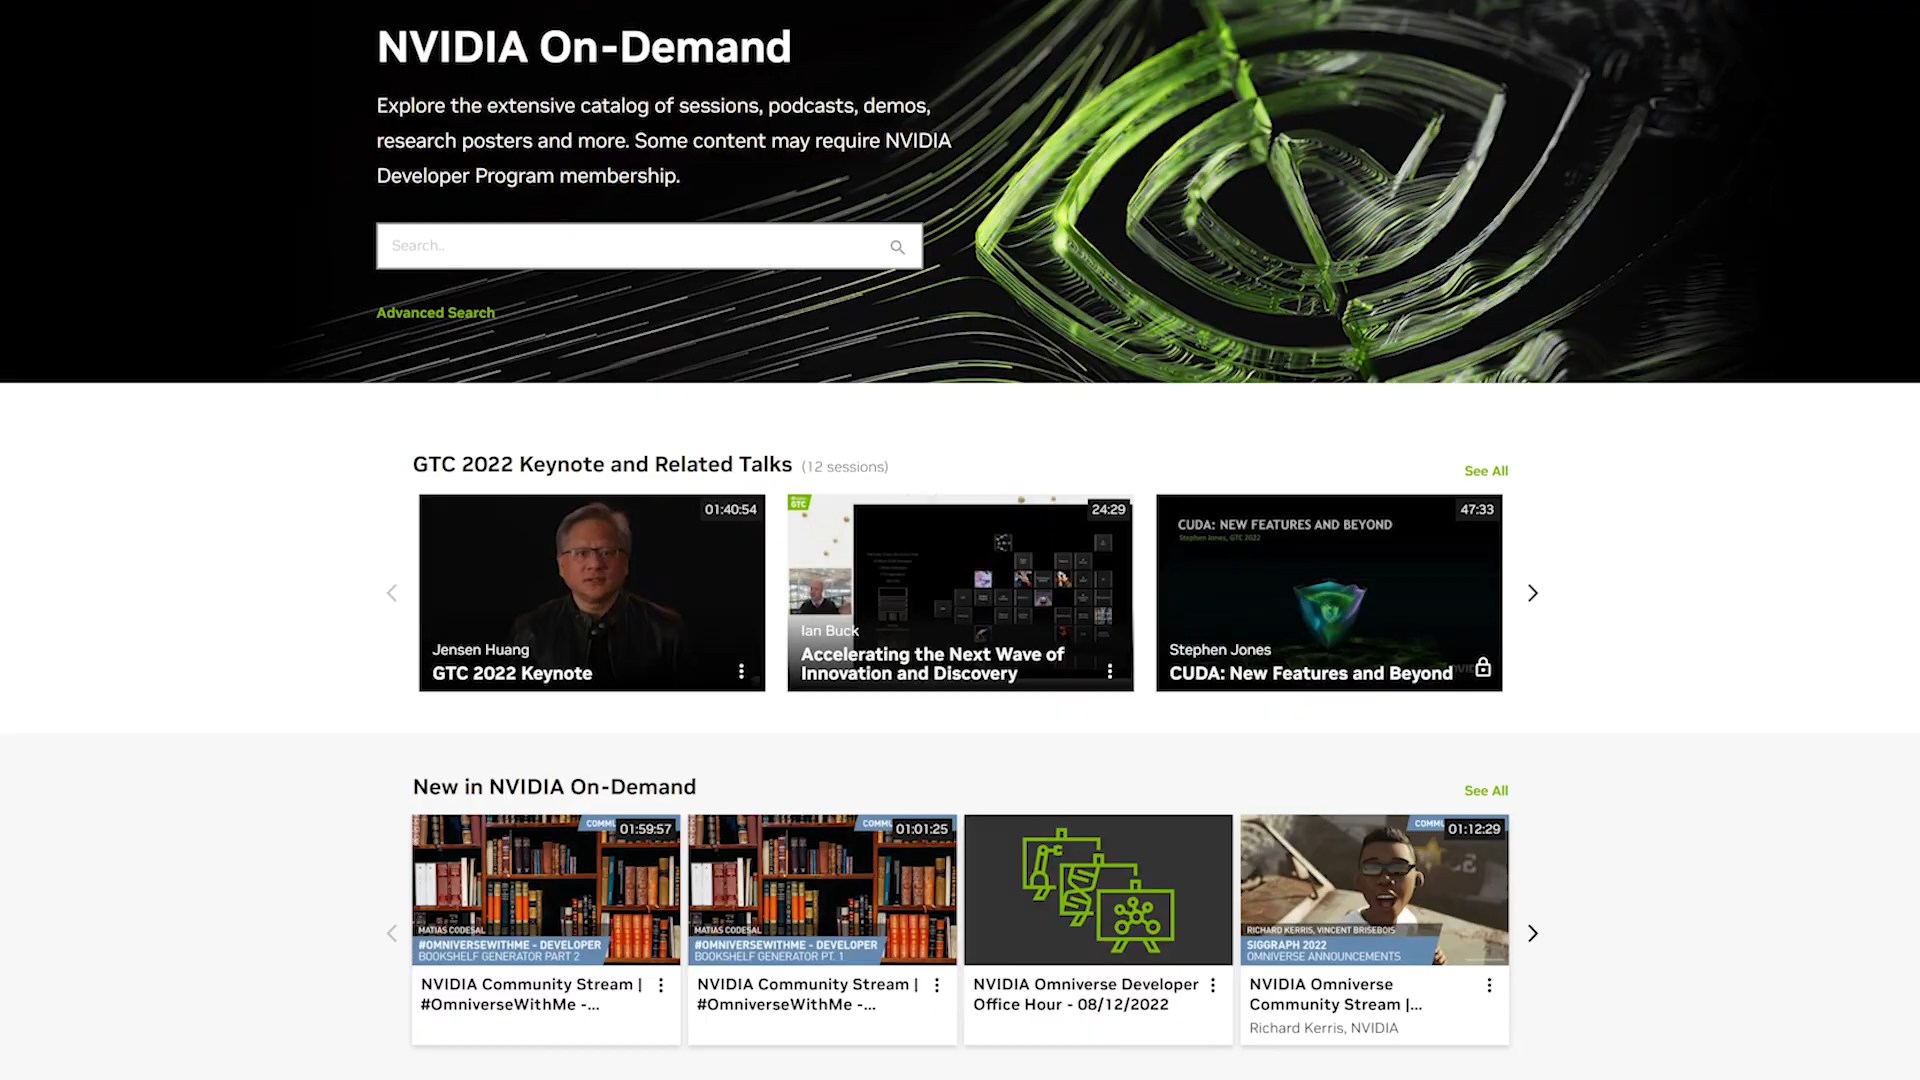 NVIDIA On-Demand
Explore the extensive catalog of sessions, podcasts, demos,
research posters and more. Some content may require NVIDIA
Developer Program membership.
Search..
Advanced Search
GTC 2022 Keynote and Related Talks (12 sessions)
See All
01:40:54
Jensen Huang
GTC 2022 Keynote
GTC
24:29
Ian Buck
Accelerating the Next Wave of
Innovation and Discovery
47:33
CUDA: NEW FEATURES AND BEYOND
Stephen Jones, GTC 2022
Stephen Jones
CUDA: New Features and Beyond
New in NVIDIA On-Demand
See All
COMMU 01:59:57
MATIAS CODESAL
#OMNIVERSEWITHME - DEVELOPER
BOOKSHELF GENERATOR PART 2
NVIDIA Community Stream |
#OmniverseWithMe -...
COMMU 01:01:25
MATIAS CODESAL
#OMNIVERSEWITHME - DEVELOPER
BOOKSHELF GENERATOR PT. 1
NVIDIA Community Stream |
#OmniverseWithMe -...
NVIDIA Omniverse Developer
Office Hour - 08/12/2022
COMMU 01:12:29
RICHARD KERRIS, VINCENT BRISEBOIS
SIGGRAPH 2022
OMNIVERSE ANNOUNCEMENTS
NVIDIA Omniverse
Community Stream |...
Richard Kerris, NVIDIA